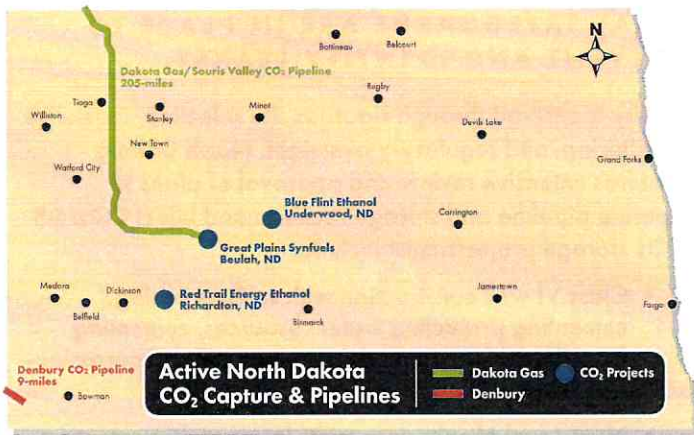 Bottineau
Belcourt
N
Dakota Gas/Souris Valley CO₂ Pipeline
205-miles
Rugby
Tioga
Stanley
Minot
Williston
Devils Lake
New Town
Grand Forks
Watford City
Blue Flint Ethanol
Underwood, ND
Carrington
Great Plains Synfuels
Beulah, ND
Medora
Dickinson
Red Trail Energy Ethanol
Richardton, ND
Jamestown
Belfield
Bismarck
Fargo
Denbury CO₂ Pipeline
9-miles
Bowman
Active North Dakota
CO₂ Capture & Pipelines
Dakota Gas
CO₂ Projects
Denbury